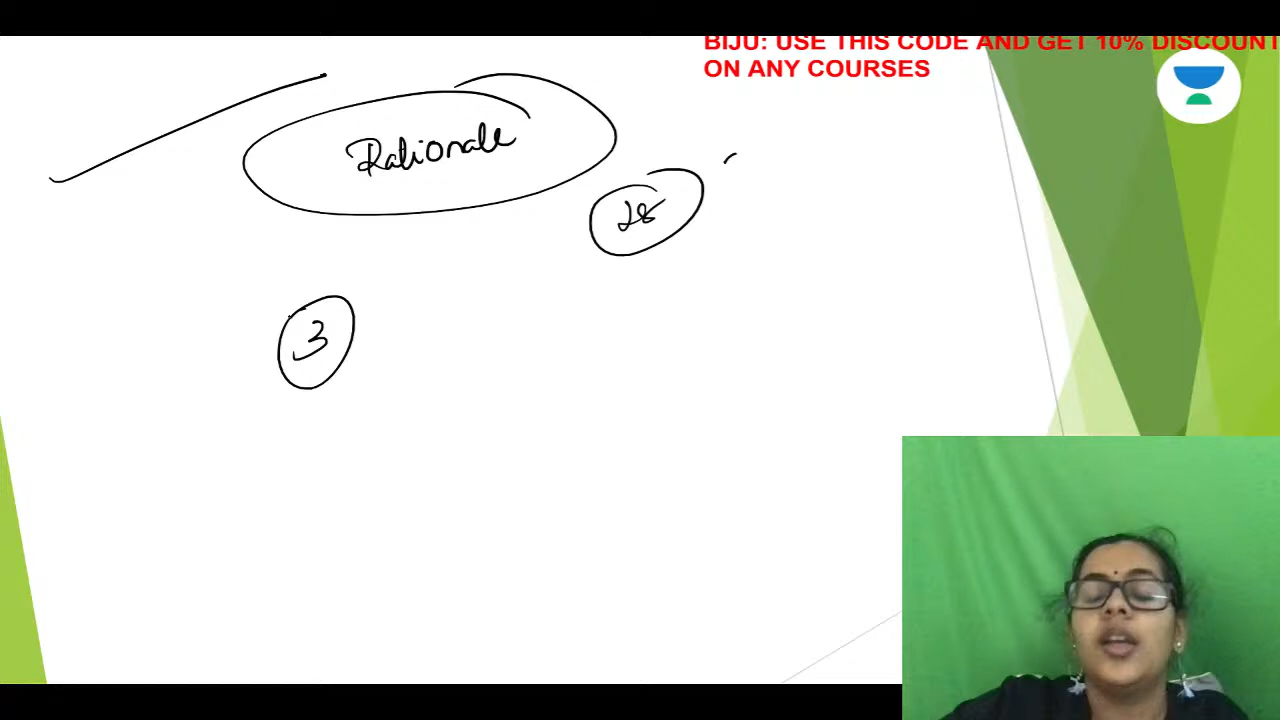 BIJU: USE THIS CODE AND GET 10% DISCOUNT
ON ANY COURSES
Rationale
28
3